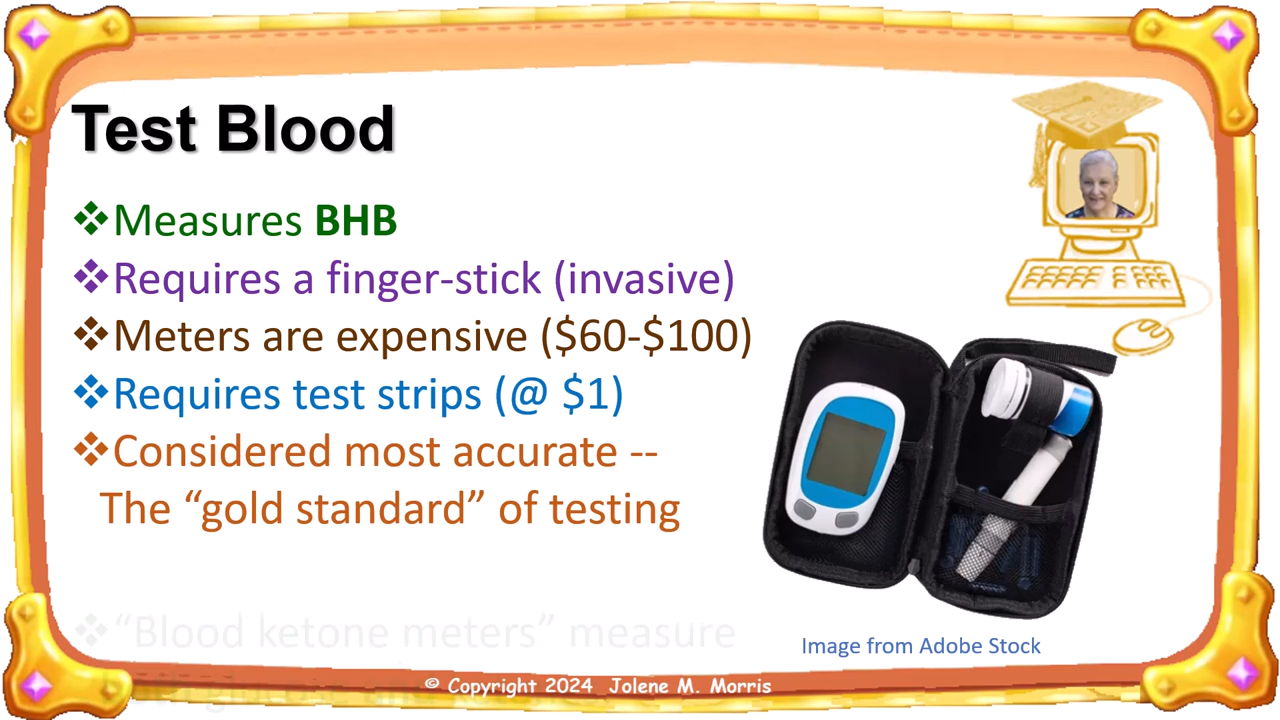 Test Blood
❖Measures BHB
❖Requires a finger-stick (invasive)
❖Meters are expensive ($60-$100)
❖Requires test strips (@ $1)
❖Considered most accurate --
The “gold standard” of testing
❖“Blood ketone meters” measure
Image from Adobe Stock
© Copyright 2024 Jolene M. Morris